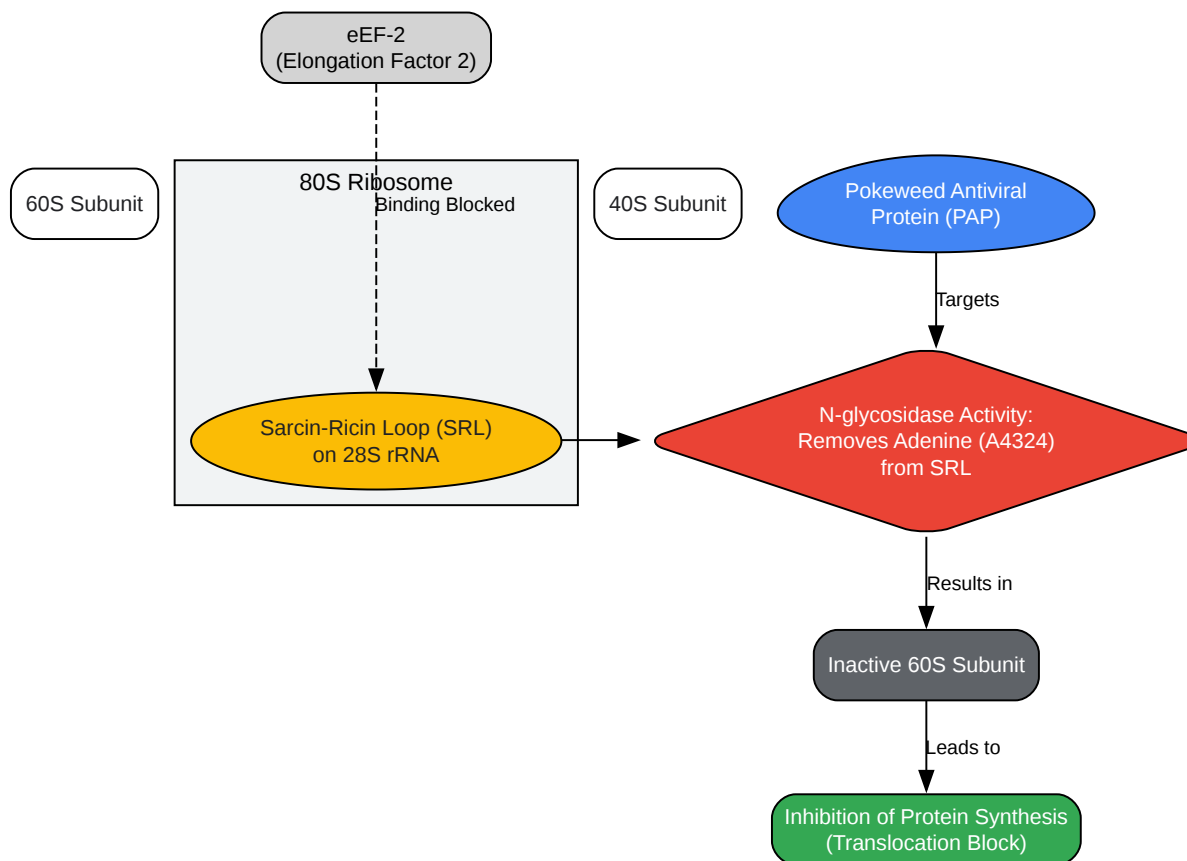 eEF-2
(Elongation Factor 2)
60S Subunit
80S Ribosome
Binding Blocked
40S Subunit
Pokeweed Antiviral
Protein (PAP)
Targets
Sarcin-Ricin Loop (SRL)
on 28S rRNA
N-glycosidase Activity:
Removes Adenine (A4324)
from SRL
Results in
Inactive 60S Subunit
Leads to
Inhibition of Protein Synthesis
(Translocation Block)